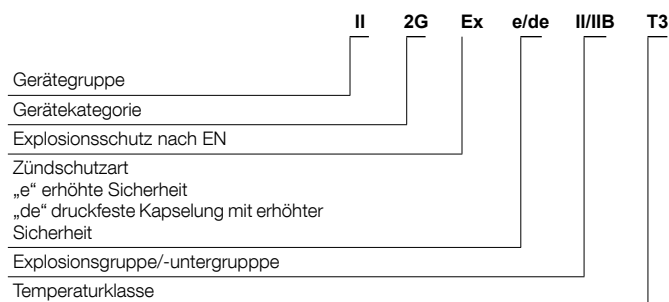 II 2G Ex e/de II/IIB T3
Gerätegruppe
Gerätekategorie
Explosionsschutz nach EN
Zündschutzart
„e“ erhöhte Sicherheit
„de“ druckfeste Kapselung mit erhöhter
Sicherheit
Explosionsgruppe/-untergrupppe
Temperaturklasse